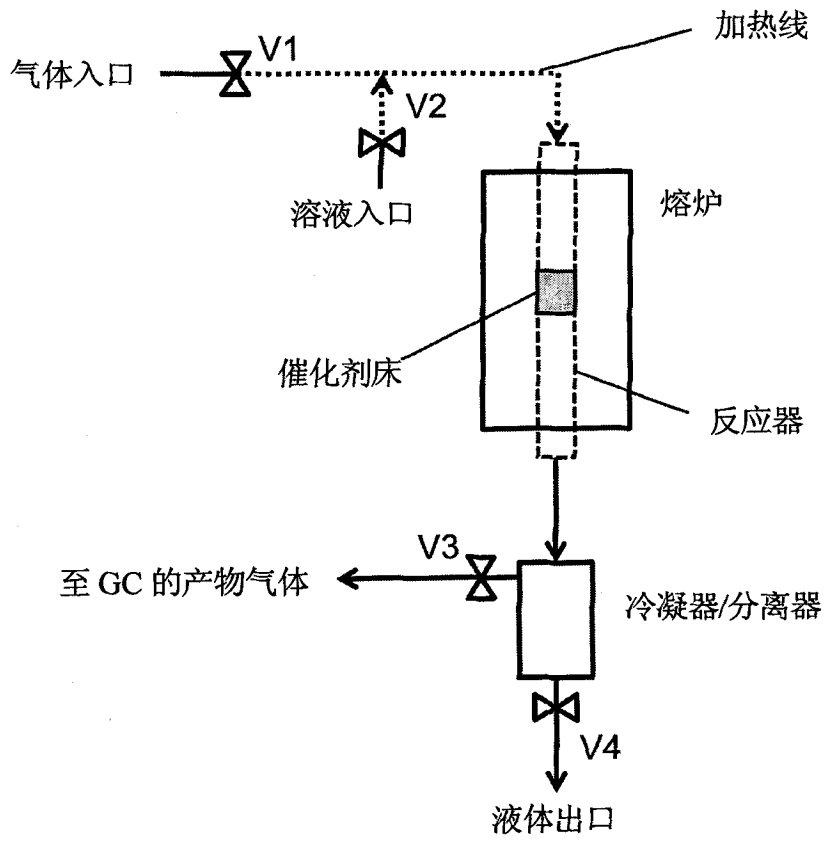 加热线
V1
气体入口
V2
溶液入口
熔炉
催化剂床
反应器
V3
至 GC 的产物气体
冷凝器/分离器
V4
液体出口